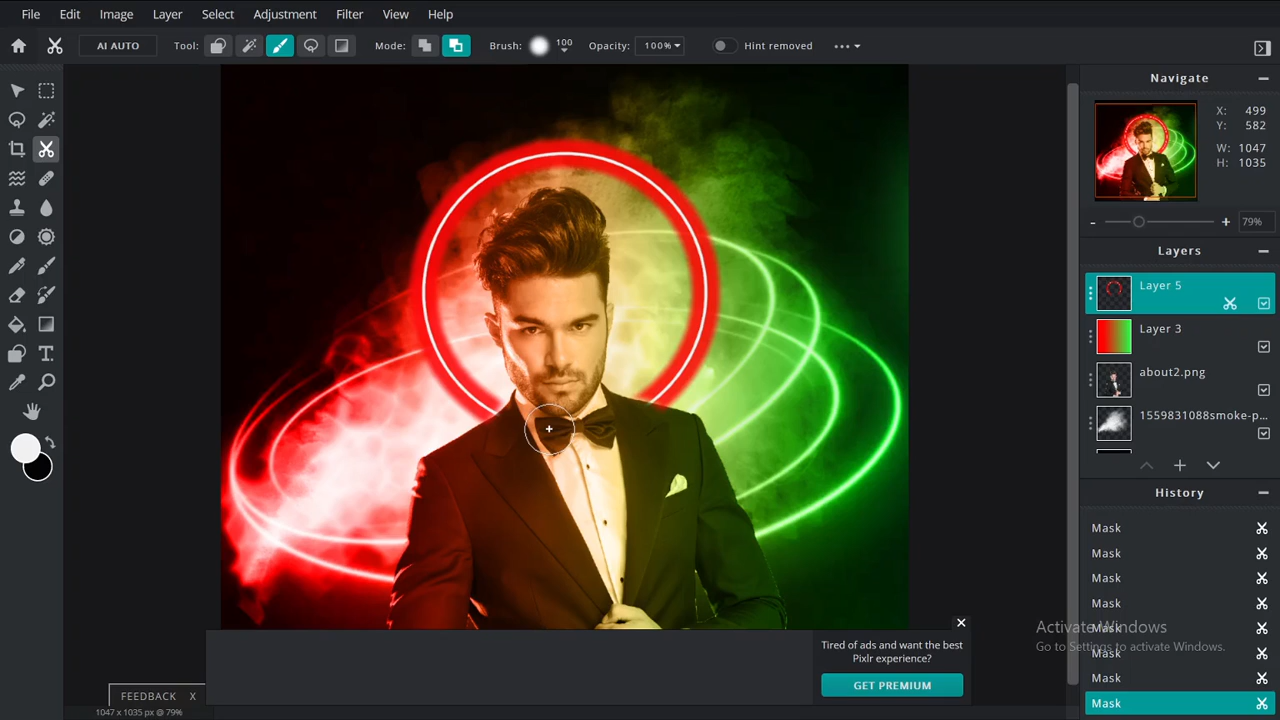 File Edit Image Layer Select Adjustment Filter View Help
AI AUTO Tool: Mode: Brush: 100 Opacity: 100% Hint removed
Navigate
X: 499
Y: 582
W: 1047
H: 1035
- + 79%
Layers
Layer 5
Layer 3
about2.png
1559831088smoke-p...
History
Mask
Mask
Mask
Mask
Mask
Mask
Mask
Mask
Activate Windows
Go to Settings to activate Windows.
Tired of ads and want the best
Pixlr experience?
GET PREMIUM
FEEDBACK X
1047 x 1035 px @ 79%